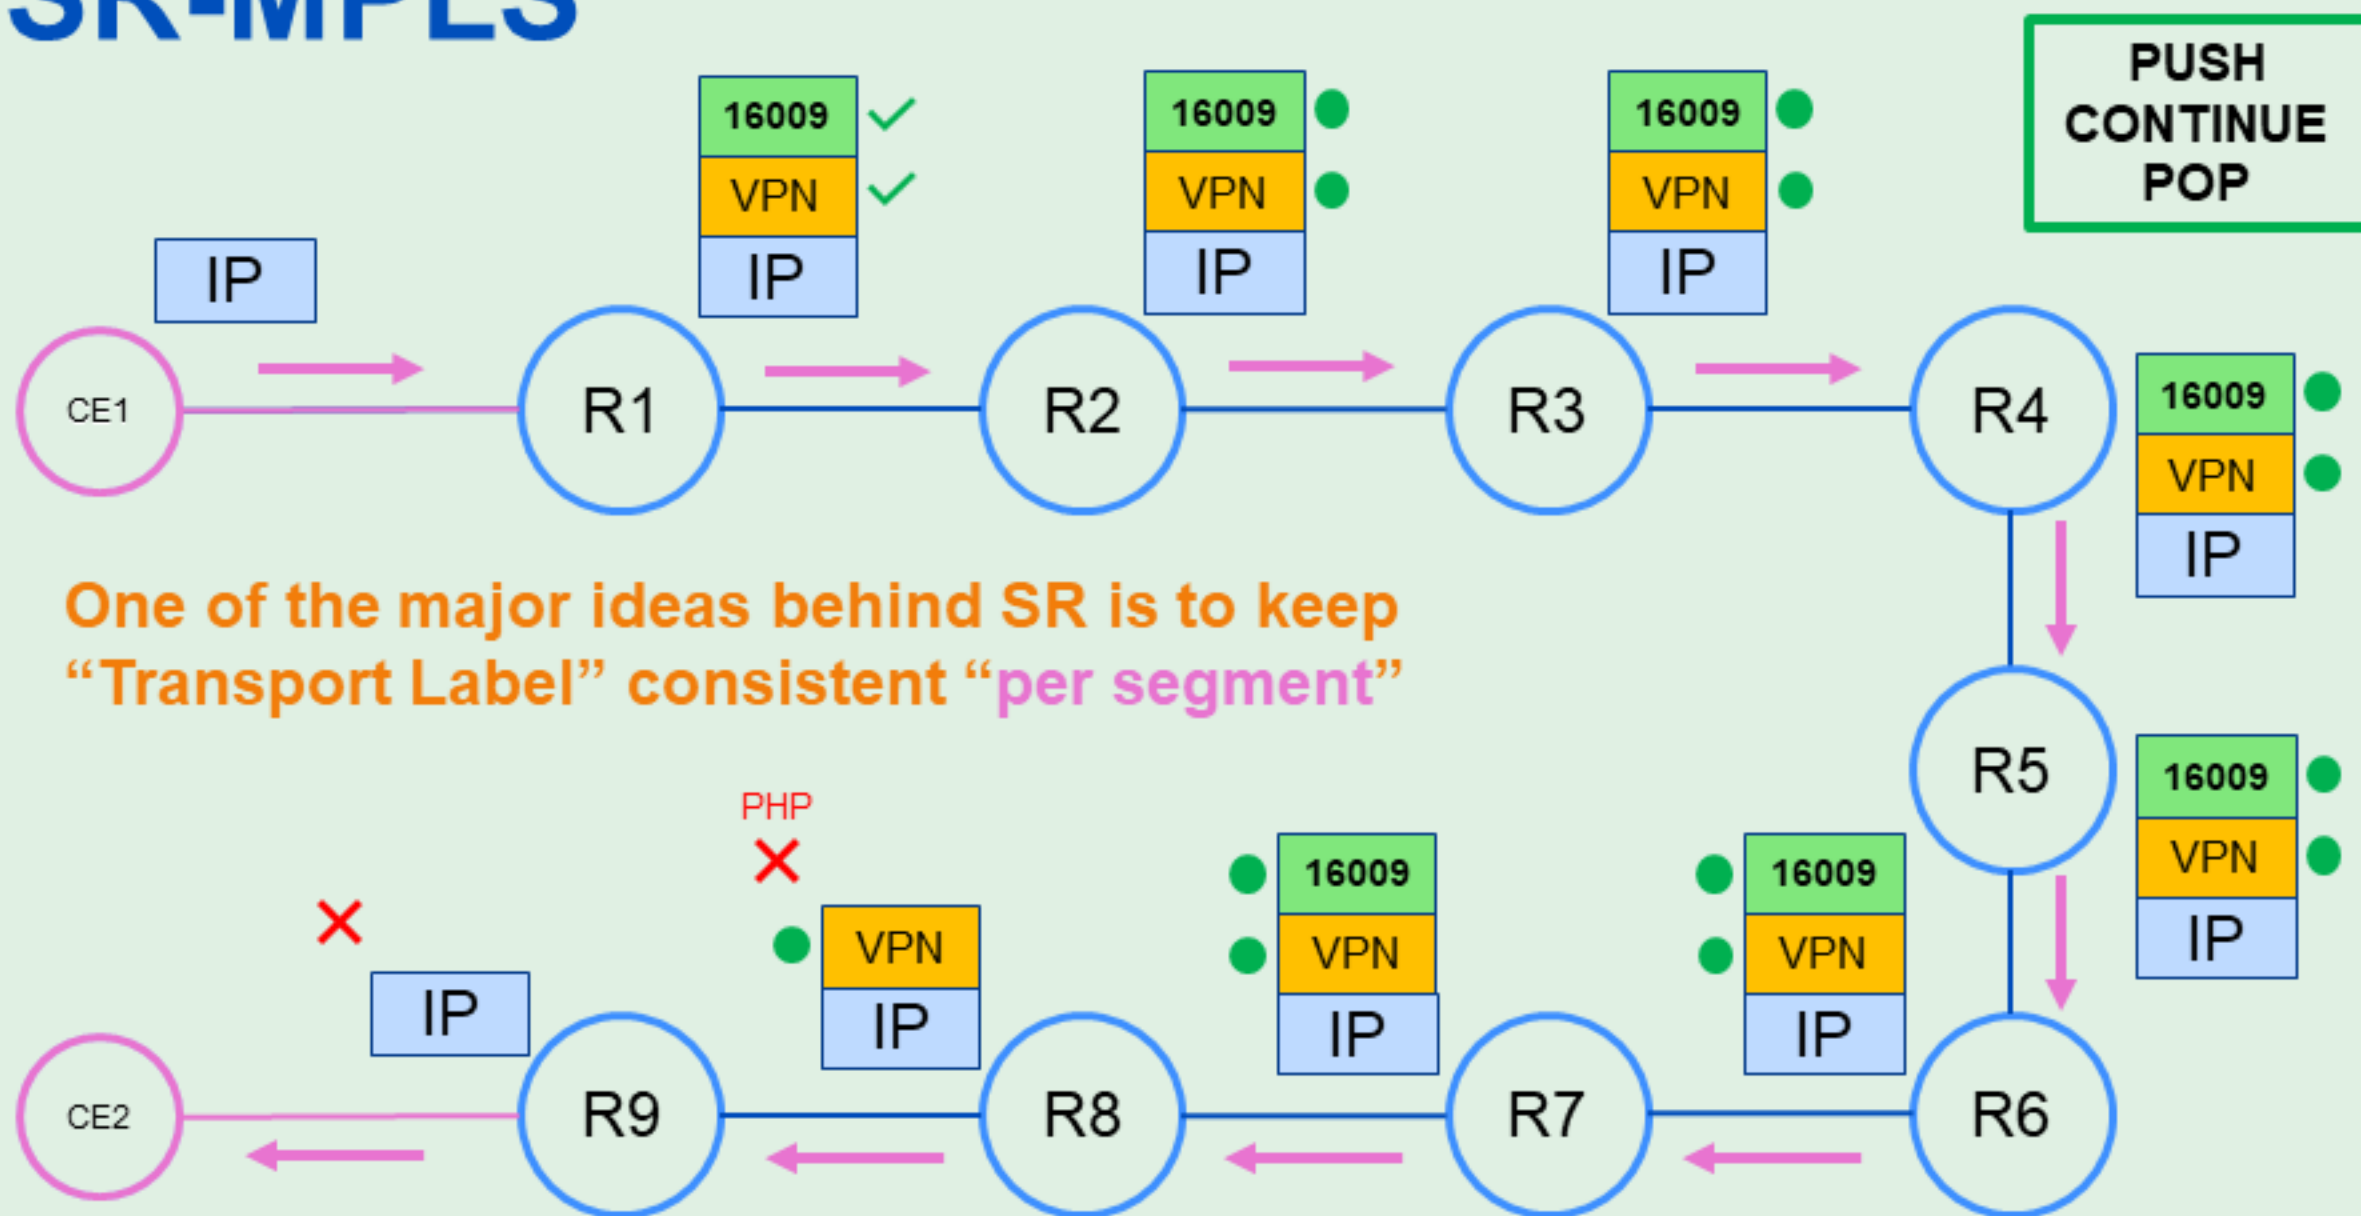 SR-MPLS
PUSH
CONTINUE
POP
16009
VPN
IP
16009
VPN
IP
16009
VPN
IP
IP
CE1
R1
R2
R3
R4
16009
VPN
IP
One of the major ideas behind SR is to keep
“Transport Label” consistent “per segment”
R5
16009
VPN
IP
PHP
16009
VPN
IP
16009
VPN
IP
VPN
IP
IP
CE2
R9
R8
R7
R6